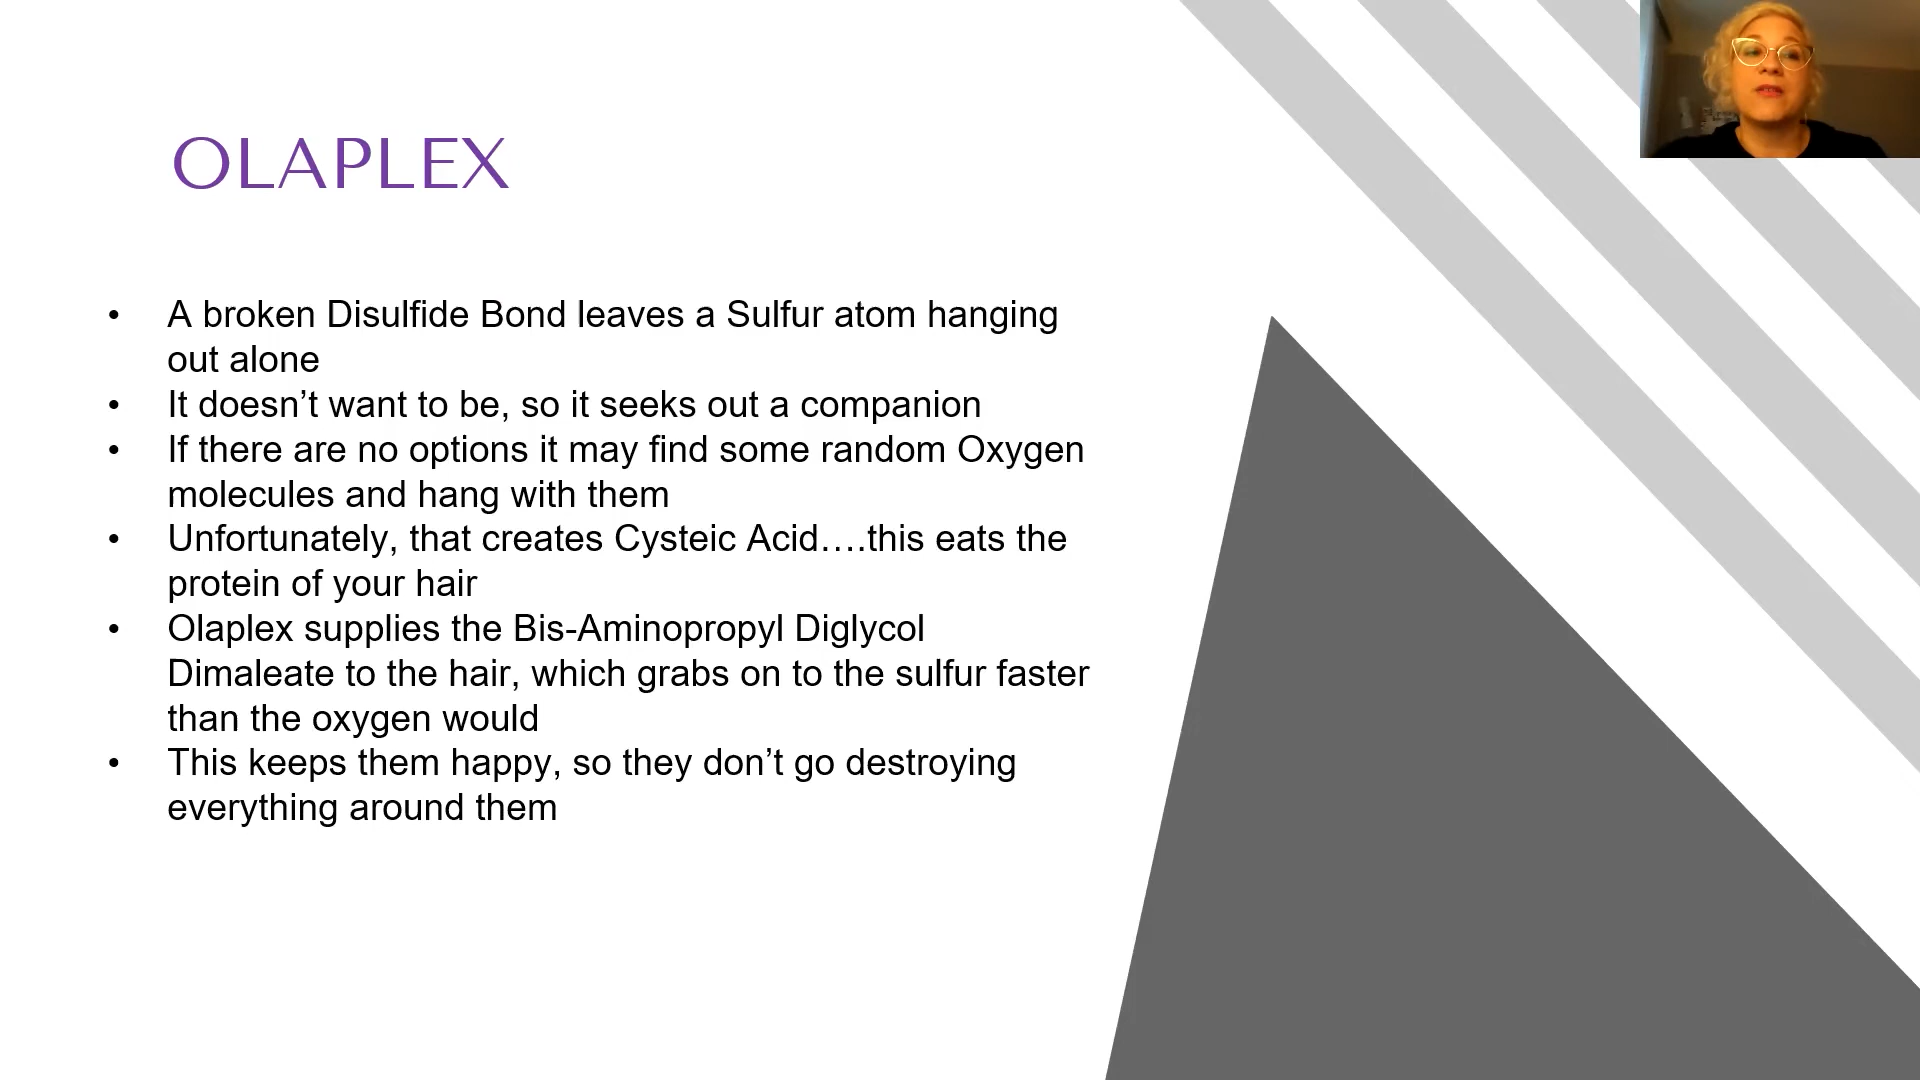 OLAPLEX
• A broken Disulfide Bond leaves a Sulfur atom hanging
out alone
• It doesn’t want to be, so it seeks out a companion
• If there are no options it may find some random Oxygen
molecules and hang with them
• Unfortunately, that creates Cysteic Acid….this eats the
protein of your hair
• Olaplex supplies the Bis-Aminopropyl Diglycol
Dimaleate to the hair, which grabs on to the sulfur faster
than the oxygen would
• This keeps them happy, so they don’t go destroying
everything around them